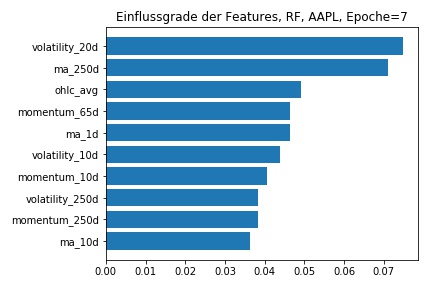 Einflussgrade der Features, RF, AAPL, Epoche=7
volatility_20d
ma_250d
ohlc_avg
momentum_65d
ma_1d
volatility_10d
momentum_10d
volatility_250d
momentum_250d
ma_10d
0.00 0.01 0.02 0.03 0.04 0.05 0.06 0.07